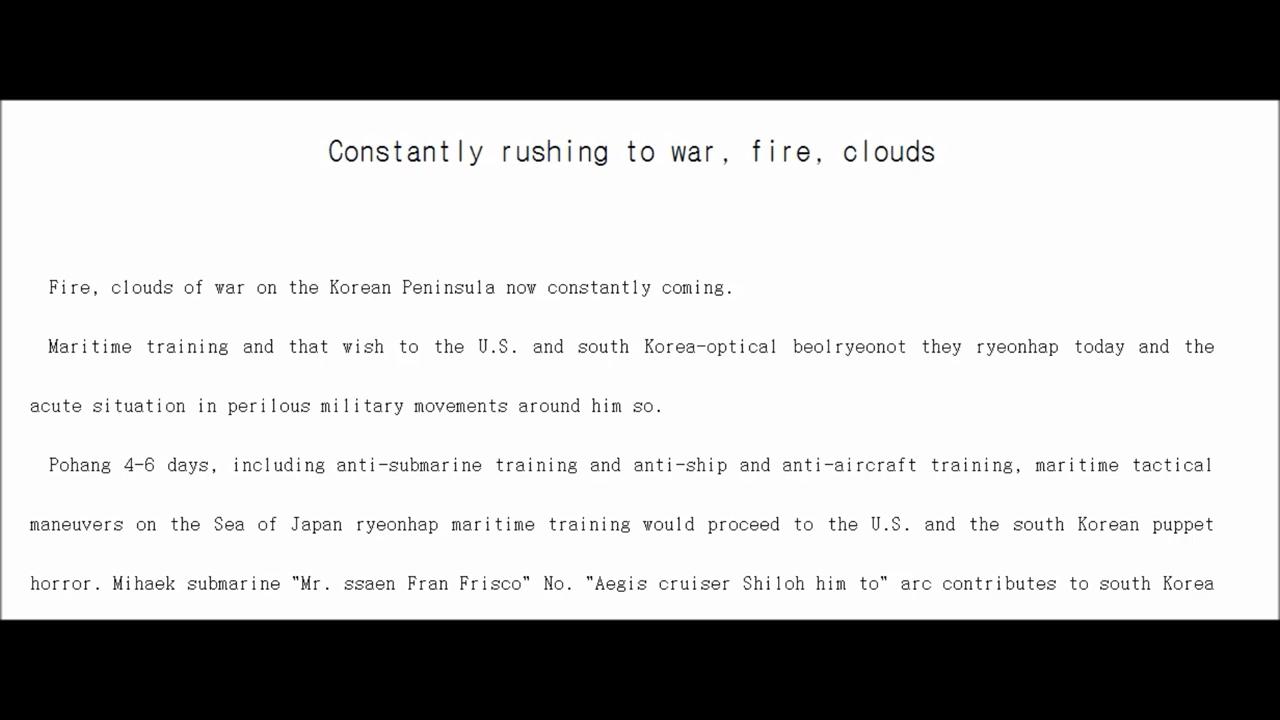 Constantly rushing to war, fire, clouds
Fire, clouds of war on the Korean Peninsula now constantly coming.
Maritime training and that wish to the U.S. and south Korea-optical beolryeonot they ryeonhap today and the
acute situation in perilous military movements around him so.
Pohang 4-6 days, including anti-submarine training and anti-ship and anti-aircraft training, maritime tactical
maneuvers on the Sea of Japan ryeonhap maritime training would proceed to the U.S. and the south Korean puppet
horror. Mihaek submarine "Mr. ssaen Fran Frisco" No. "Aegis cruiser Shiloh him to" arc contributes to south Korea